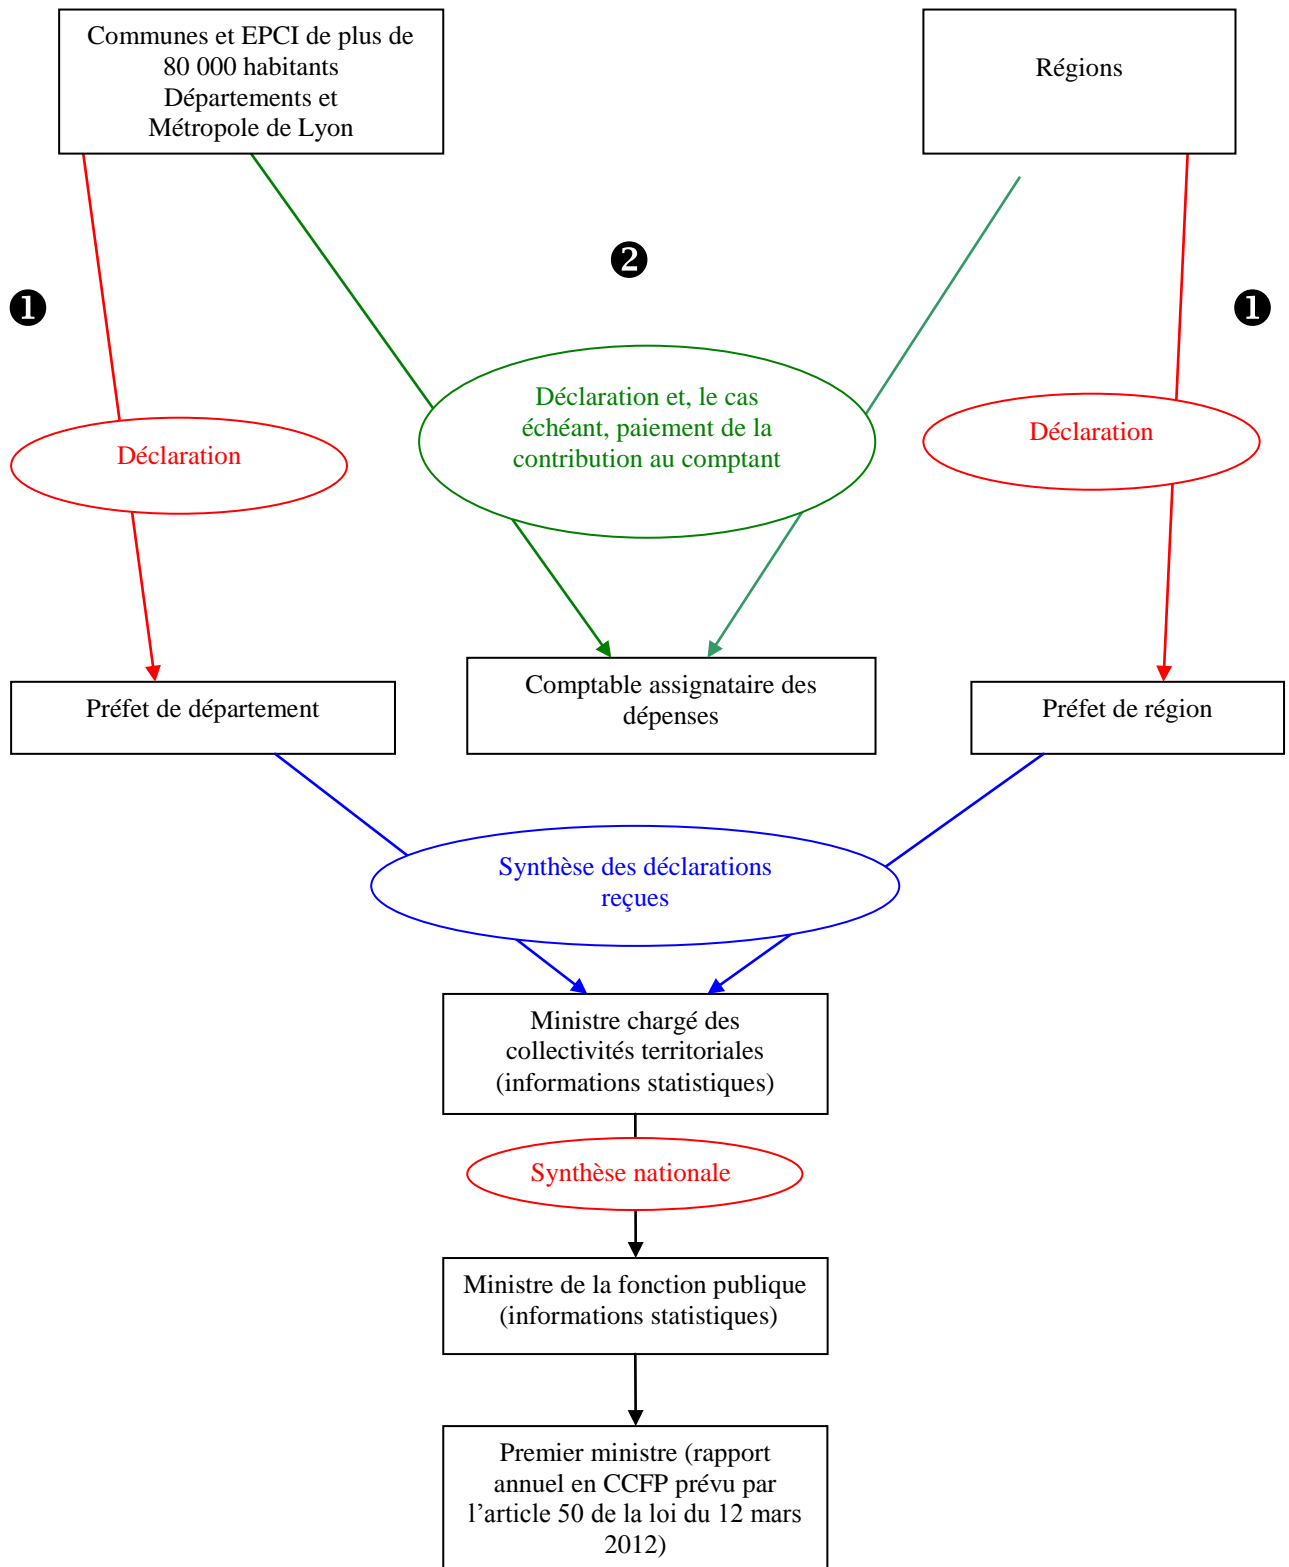 Communes et EPCI de plus de
80 000 habitants
Départements et
Métropole de Lyon
Régions
❷
❶
❶
Déclaration et, le cas
échéant, paiement de la
contribution au comptant
Déclaration
Déclaration
Préfet de département
Comptable assignataire des
dépenses
Préfet de région
Synthèse des déclarations
reçues
Ministre chargé des
collectivités territoriales
(informations statistiques)
Synthèse nationale
Ministre de la fonction publique
(informations statistiques)
Premier ministre (rapport
annuel en CCFP prévu par
l’article 50 de la loi du 12 mars
2012)